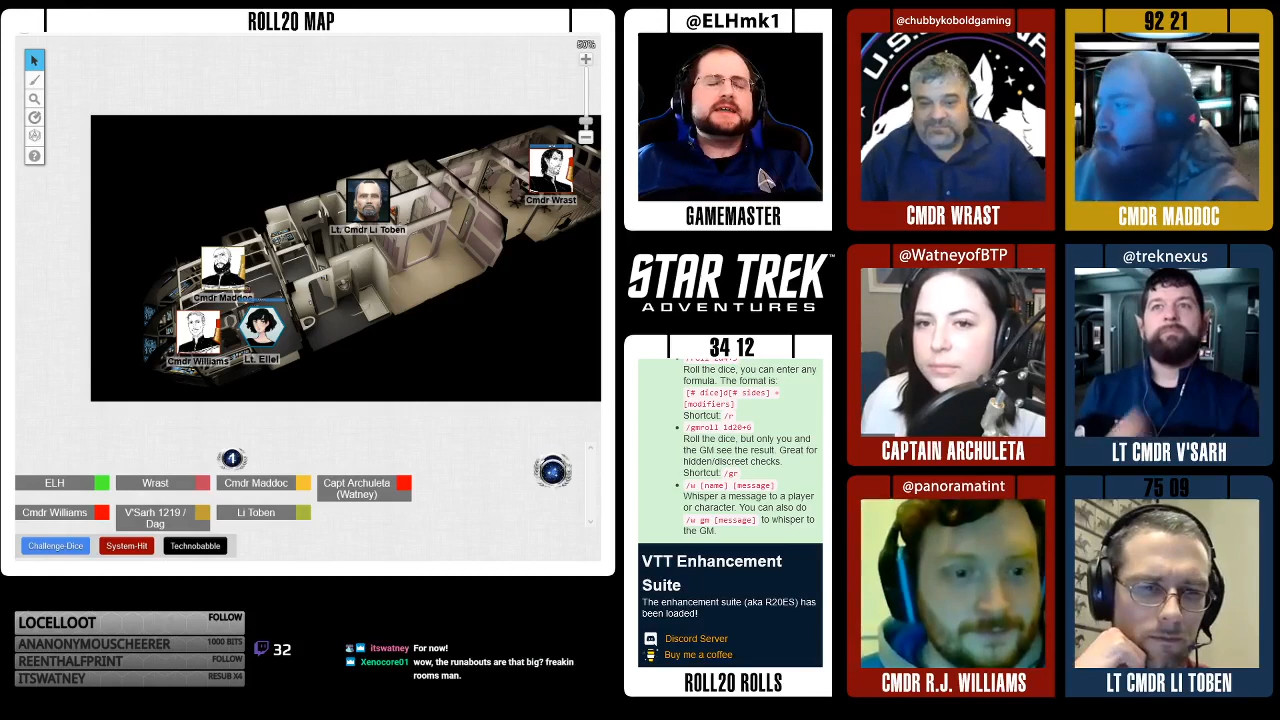 ROLL20 MAP
50%
Cmdr Wrast
Lt. Cmdr Li Toben
Cmdr Maddoc
Cmdr Williams
Lt. Ellel
4
ELH
Wrast
Cmdr Maddoc
Capt Archuleta
(Watney)
Cmdr Williams
V'Sarh 1219 /
Dag
Li Toben
Challenge-Dice
System-Hit
Technobabble
LOCELLOOT
FOLLOW
ANANONYMOUSCHEERER
1000 BITS
REENTHALFPRINT
FOLLOW
ITSWATNEY
RESUB X4
32
itswatney For now!
Xenocore01 wow, the runabouts are that big? freakin
rooms man.
@ELHmk1
GAMEMASTER
STAR TREK™
ADVENTURES
34 12
Roll the dice, you can enter any
formula. The format is:
[# dice]d[# sides] +
[modifiers]
Shortcut: /r
/gmroll 1d20+6
Roll the dice, but only you and
the GM see the result. Great for
hidden/discreet checks.
Shortcut: /gr
/w [name] [message]
Whisper a message to a player
or character. You can also do
/w gm [message] to whisper to
the GM.
VTT Enhancement
Suite
The enhancement suite (aka R20ES) has
been loaded!
Discord Server
Buy me a coffee
ROLL20 ROLLS
@chubbykoboldgaming
U.S.S.
CMDR WRAST
92 21
CMDR MADDOC
@WatneyofBTP
CAPTAIN ARCHULETA
@treknexus
LT CMDR V'SARH
@panoramatint
CMDR R.J. WILLIAMS
75 09
LT CMDR LI TOBEN